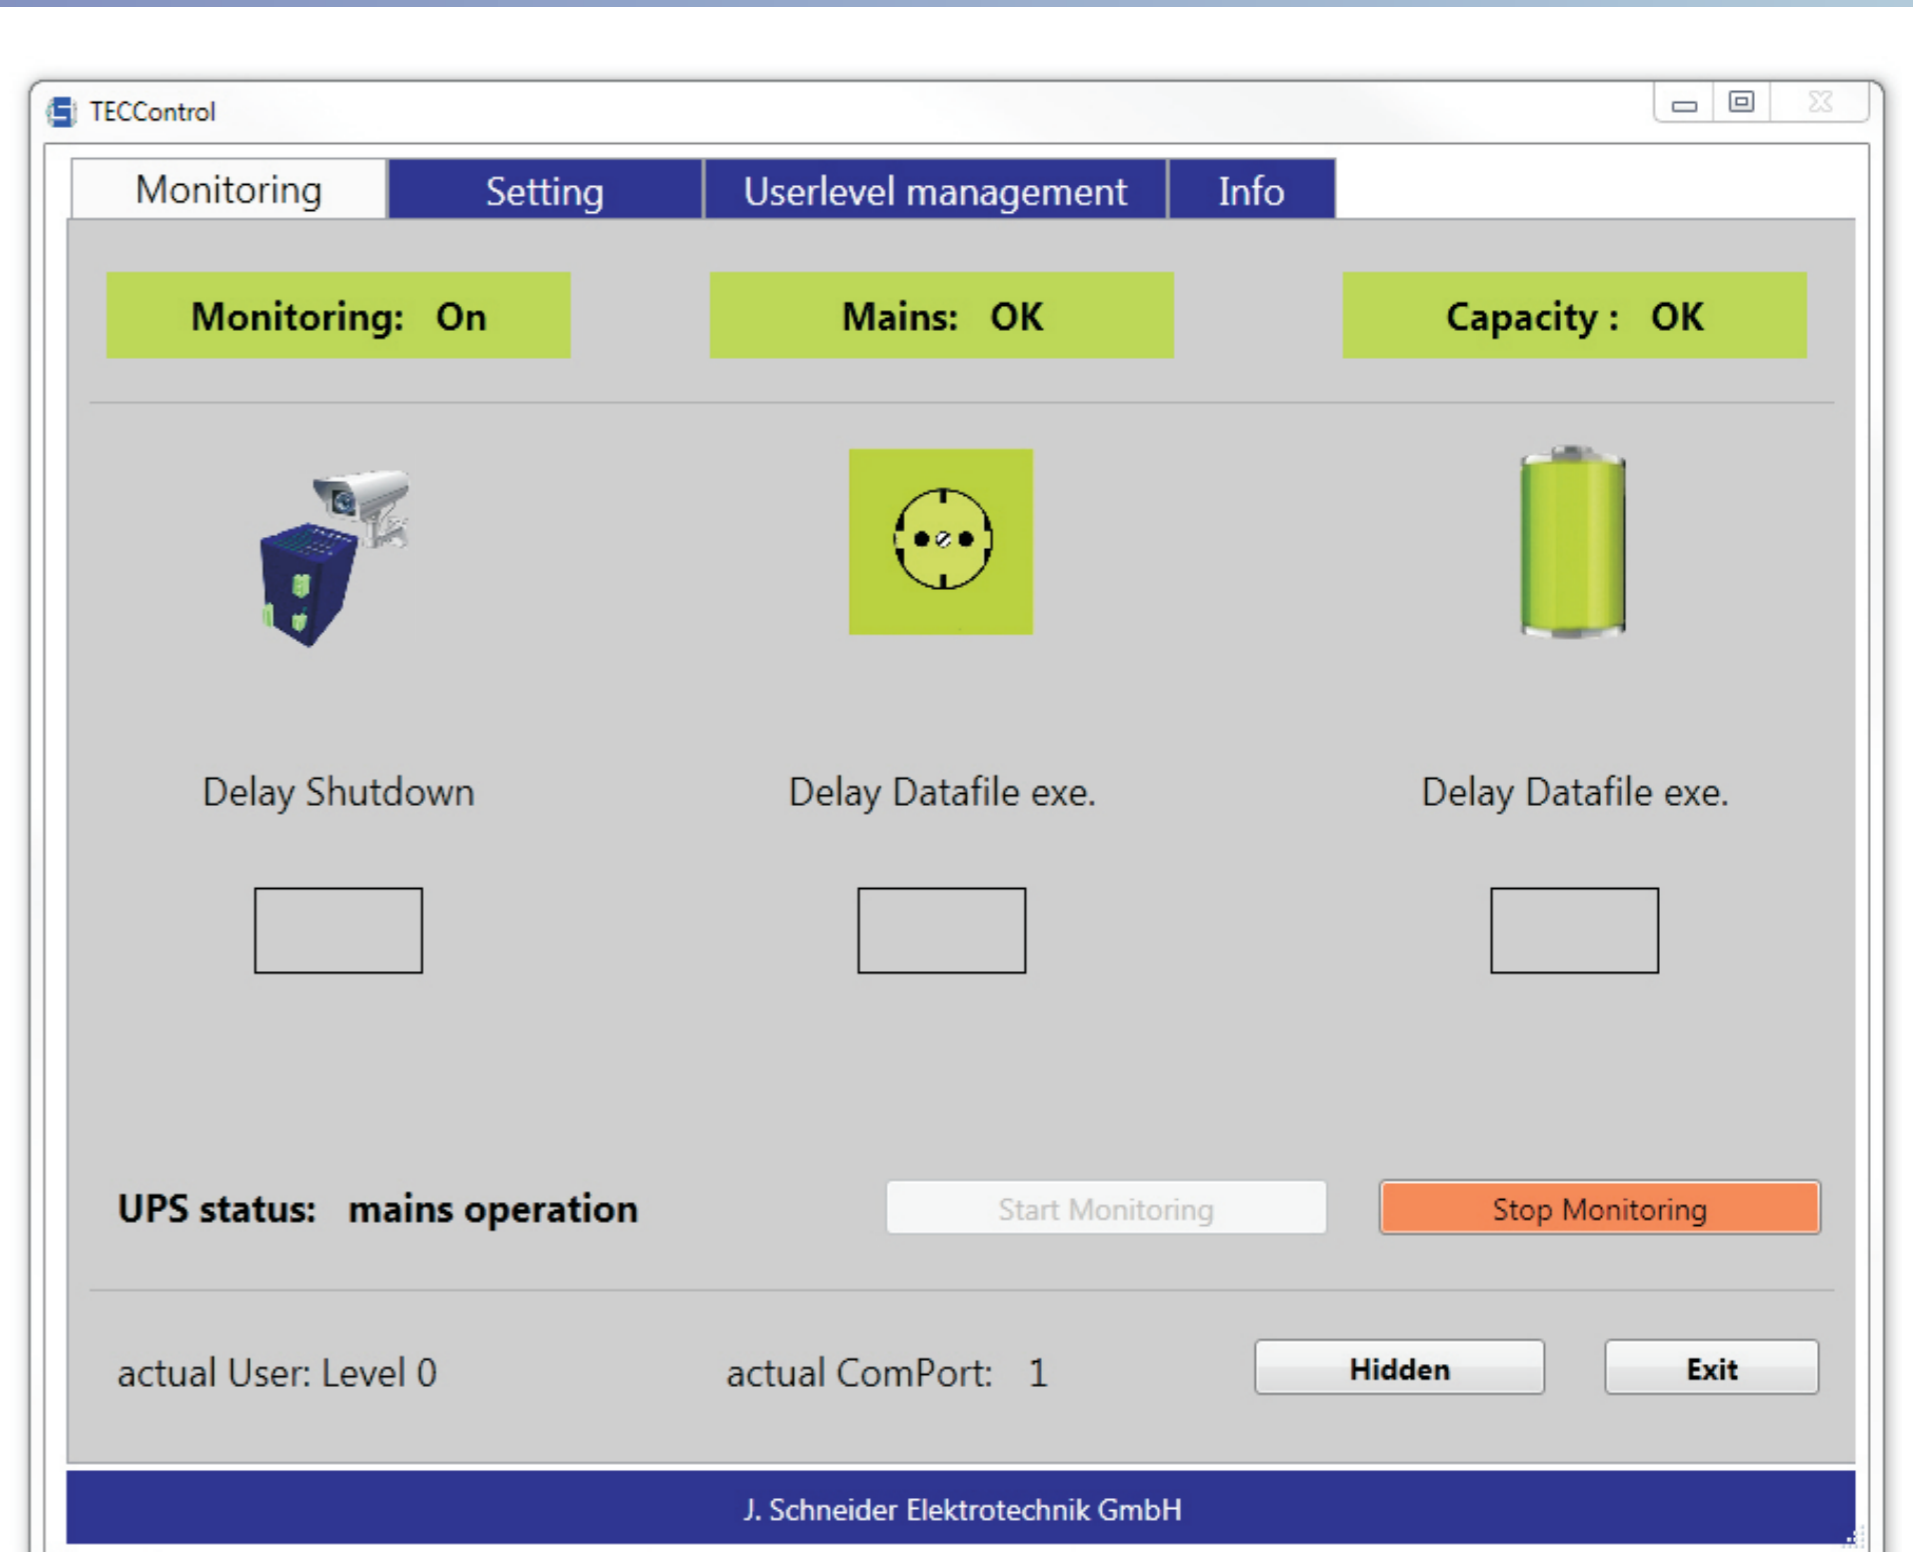 TECControl
Monitoring Setting Userlevel management Info
Monitoring: On Mains: OK Capacity : OK
Delay Shutdown Delay Datafile exe. Delay Datafile exe.
UPS status: mains operation Start Monitoring Stop Monitoring
actual User: Level 0 actual ComPort: 1 Hidden Exit
J. Schneider Elektrotechnik GmbH